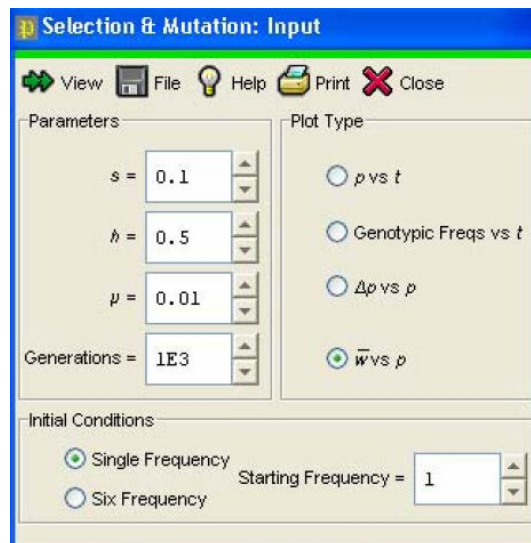 Selection & Mutation: Input
View File Help Print Close
Parameters
s = 0.1
h = 0.5
μ = 0.01
Generations = 1E3
Plot Type
p vs t
Genotypic Freqs vs t
Δp vs p
w̅ vs p
Initial Conditions
Single Frequency
Six Frequency
Starting Frequency = 1